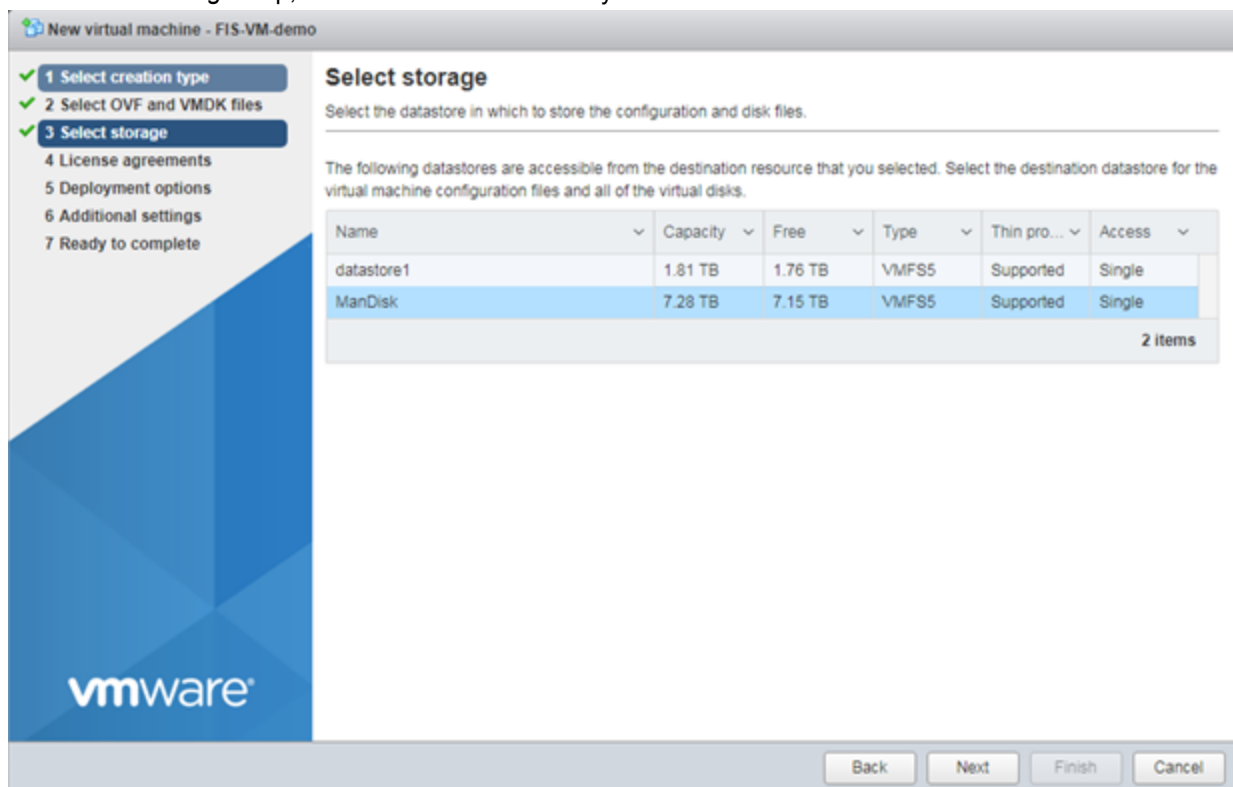 New virtual machine - FIS-VM-demo
1 Select creation type
2 Select OVF and VMDK files
3 Select storage
4 License agreements
5 Deployment options
6 Additional settings
7 Ready to complete
vmware®
Select storage
Select the datastore in which to store the configuration and disk files.
The following datastores are accessible from the destination resource that you selected. Select the destination datastore for the
virtual machine configuration files and all of the virtual disks.
Name Capacity Free Type Thin pro... Access
datastore1 1.81 TB 1.76 TB VMFS5 Supported Single
ManDisk 7.28 TB 7.15 TB VMFS5 Supported Single
2 items
Back Next Finish Cancel